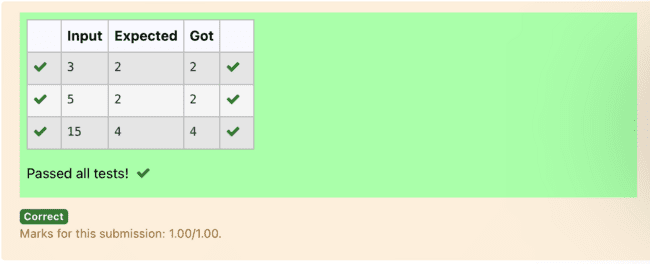 Input Expected Got
3 2 2
5 2 2
15 4 4
Passed all tests!
Correct
Marks for this submission: 1.00/1.00.